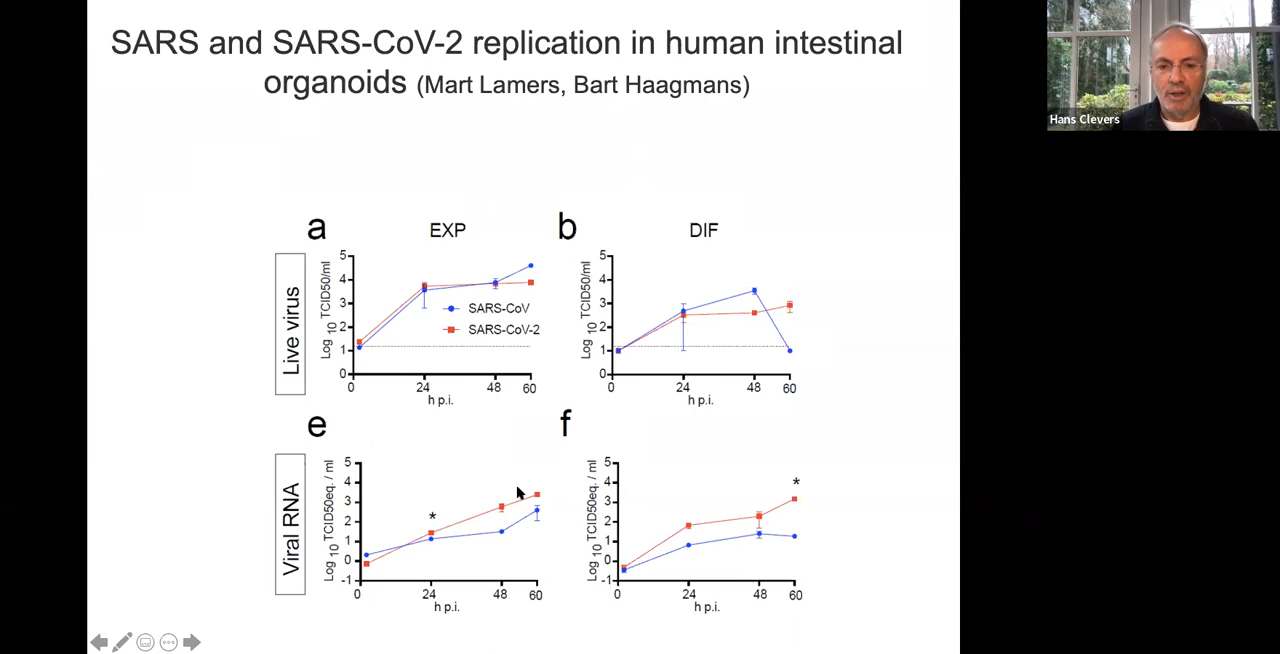 SARS and SARS-CoV-2 replication in human intestinal
organoids (Mart Lamers, Bart Haagmans)
Hans Clevers
a
EXP
b
DIF
Live virus
Log 10 TCID50/ml
5
4
3
2
1
0
0
24
48
60
h p.i.
SARS-CoV
SARS-CoV-2
Log 10 TCID50/ml
5
4
3
2
1
0
0
24
48
60
h p.i.
e
f
Viral RNA
Log 10 TCID50eq. / ml
5
4
3
2
1
0
-1
*
0
24
48
60
h p.i.
Log 10 TCID50eq. / ml
5
4
3
2
1
0
-1
*
0
24
48
60
h p.i.